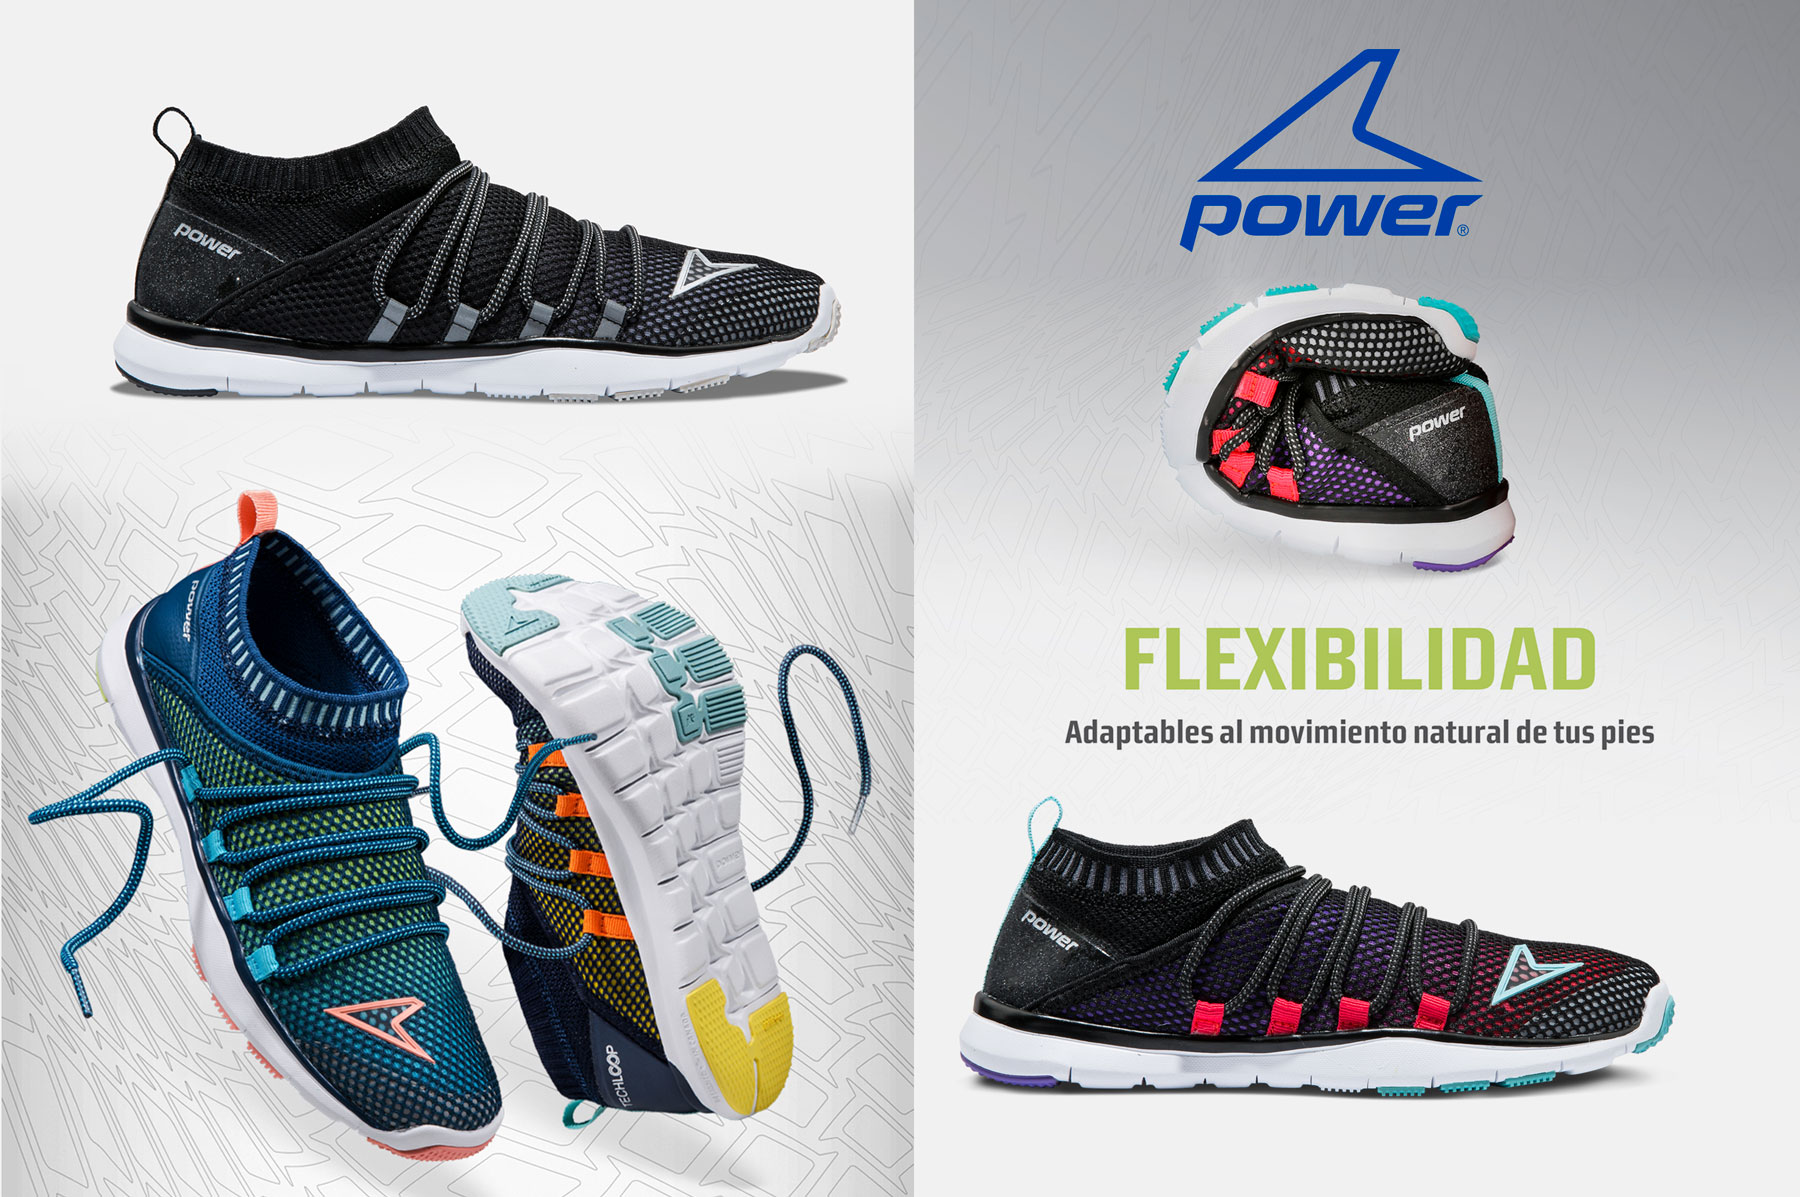 power
power
TECHLOOP
power
power®
power
FLEXIBILIDAD
Adaptables al movimiento natural de tus pies
power